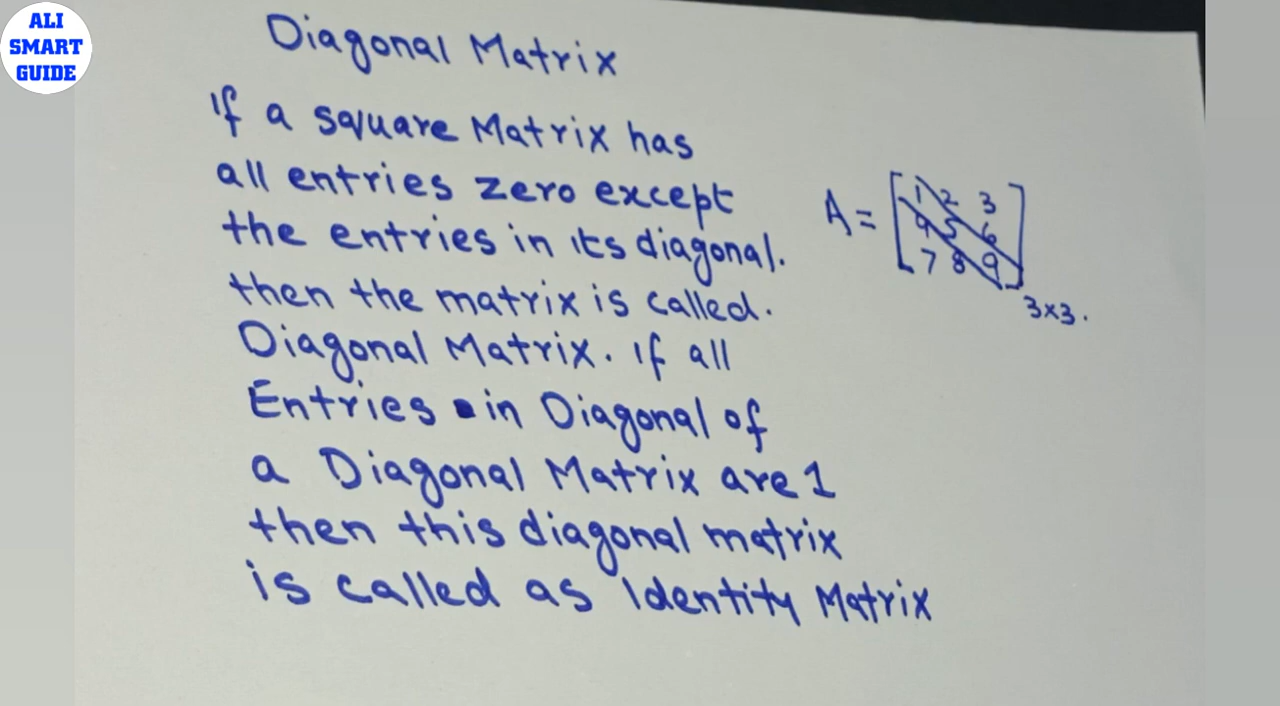 ALI
SMART
GUIDE
Diagonal Matrix
If a square Matrix has
all entries zero except
the entries in its diagonal.
then the matrix is called.
Diagonal Matrix. If all
Entries in Diagonal of
a Diagonal Matrix are 1
then this diagonal matrix
is called as Identity Matrix
A = [1 2 3
4 5 6
7 8 9]
3×3.